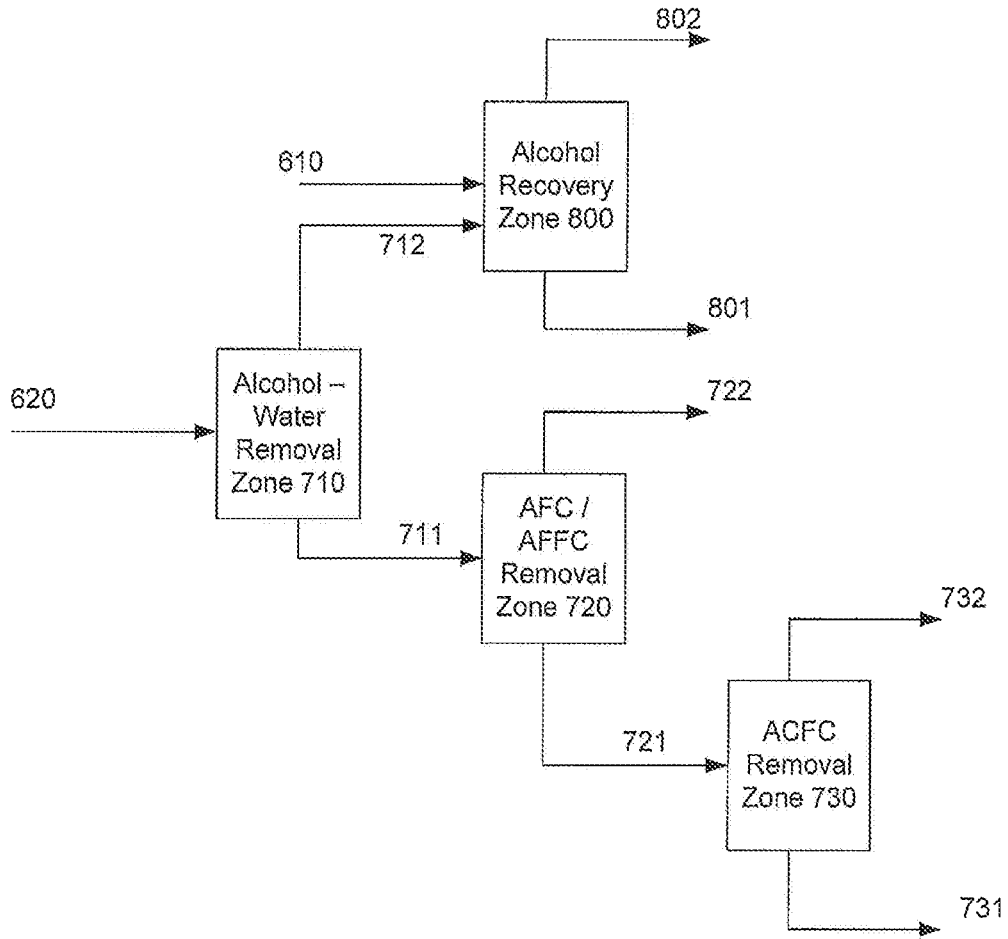 802
Alcohol
Recovery
Zone 800
610
712
801
620
Alcohol –
Water
Removal
Zone 710
722
711
AFC /
AFFC
Removal
Zone 720
732
721
ACFC
Removal
Zone 730
731